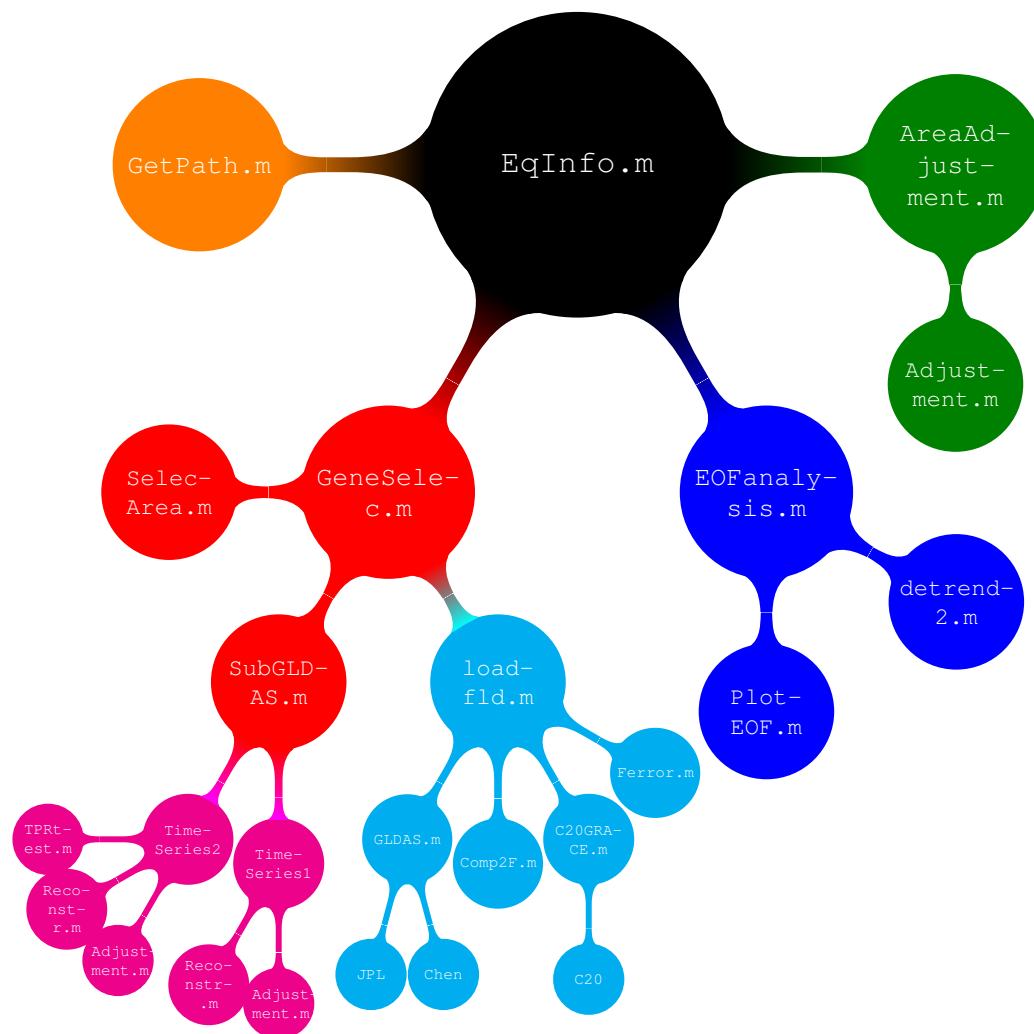 EqInfo.m
GetPath.m
AreaAd-
just-
ment.m
Adjust-
ment.m
GeneSele-
c.m
Selec-
Area.m
EOFanaly-
sis.m
detrend-
2.m
Plot-
EOF.m
SubGLD-
AS.m
load-
fld.m
Ferror.m
TPRt-
est.m
Time-
Series2
Reco-
nst-
r.m
Adjust-
ment.m
Time-
Series1
Reco-
nstr-
.m
Adjust-
ment.m
GLDAS.m
JPL
Chen
Comp2F.m
C20GRA-
CE.m
C20